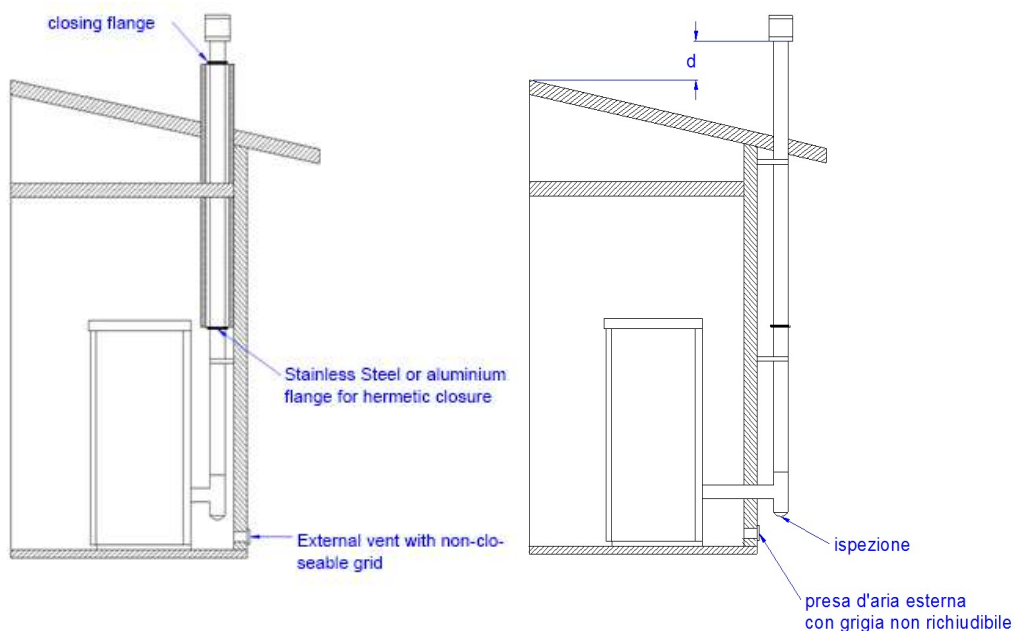 closing flange
d
Stainless Steel or aluminium
flange for hermetic closure
External vent with non-clo-
seable grid
ispezione
presa d'aria esterna
con grigia non richiudibile